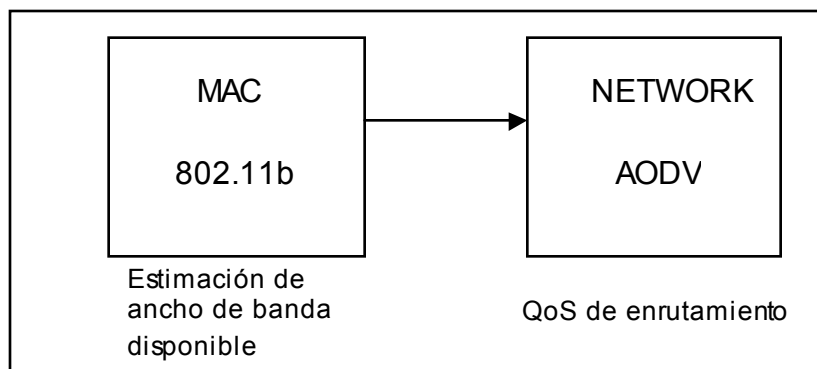 MAC
802.11b
NETWORK
AODV
Estimación de
ancho de banda
disponible
QoS de enrutamiento